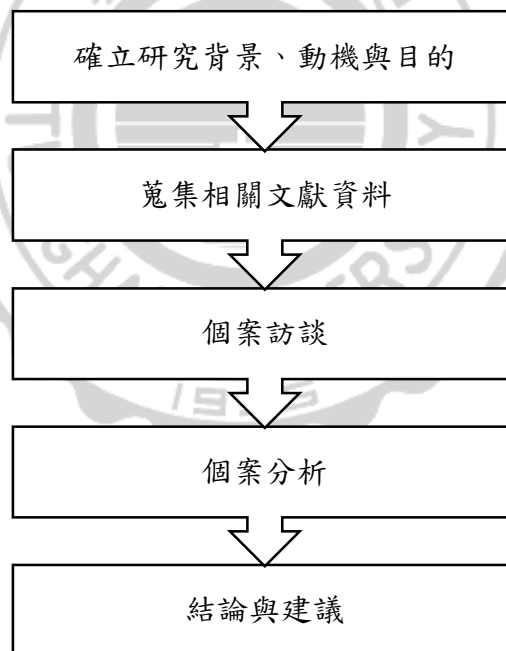 確立研究背景、動機與目的
蒐集相關文獻資料
個案訪談
個案分析
結論與建議